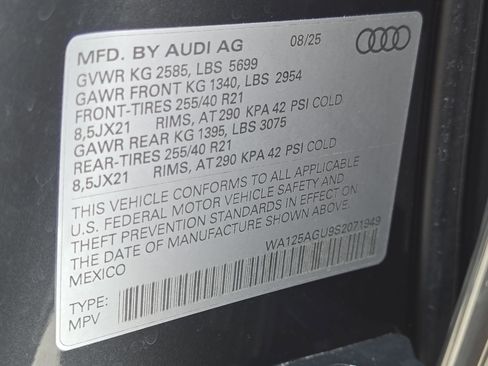 MFD. BY AUDI AG 08/25
GVWR KG 2585, LBS 5699
GAWR FRONT KG 1340, LBS 2954
FRONT-TIRES 255/40 R21
8,5JX21 RIMS, AT 290 KPA 42 PSI COLD
GAWR REAR KG 1395, LBS 3075
REAR-TIRES 255/40 R21
8,5JX21 RIMS, AT 290 KPA 42 PSI COLD
THIS VEHICLE CONFORMS TO ALL APPLICABLE
U.S. FEDERAL MOTOR VEHICLE SAFETY AND
THEFT PREVENTION STANDARDS IN EFFECT ON
THE DATE OF MANUFACTURE SHOWN ABOVE.
MEXICO WA125AGU9S2071949
TYPE:
MPV